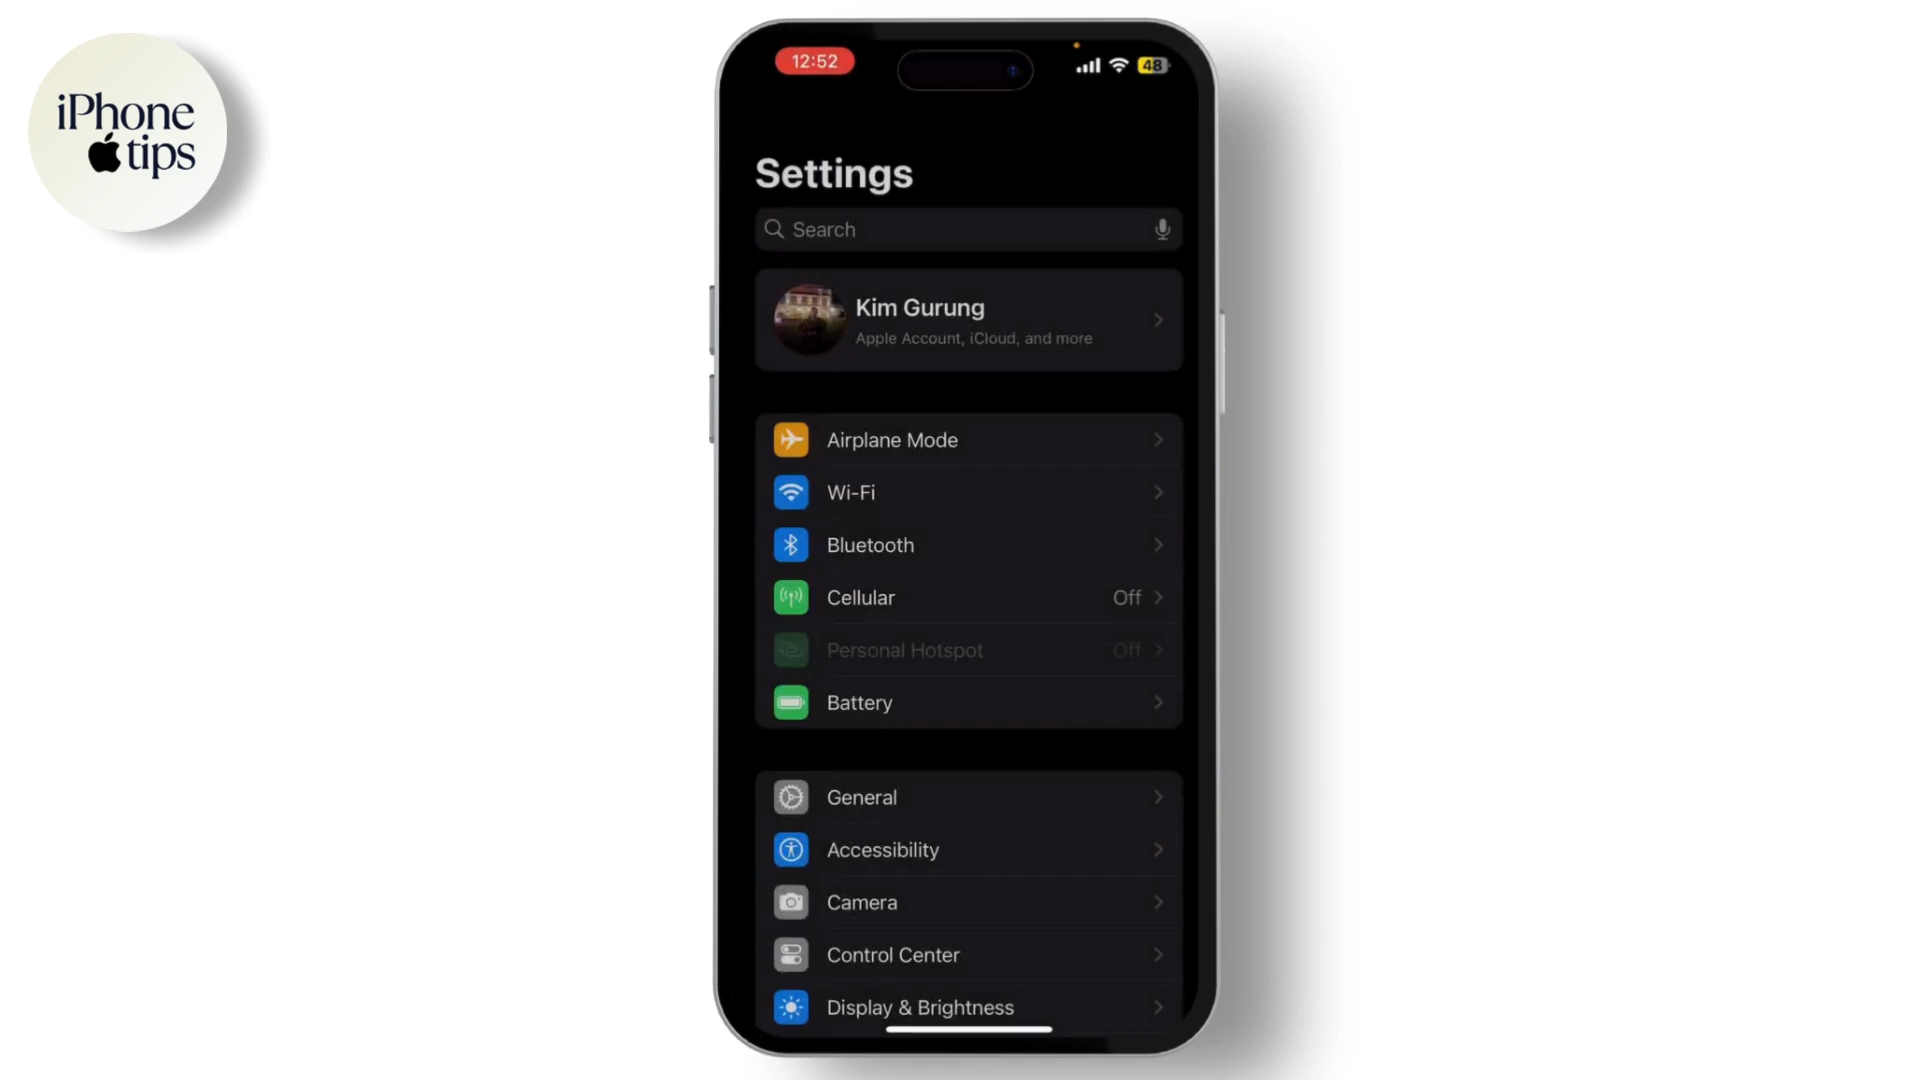 iPhone
tips
12:52
48
Settings
Search
Kim Gurung
Apple Account, iCloud, and more
Airplane Mode
Wi-Fi
Bluetooth
Cellular Off
Personal Hotspot Off
Battery
General
Accessibility
Camera
Control Center
Display & Brightness